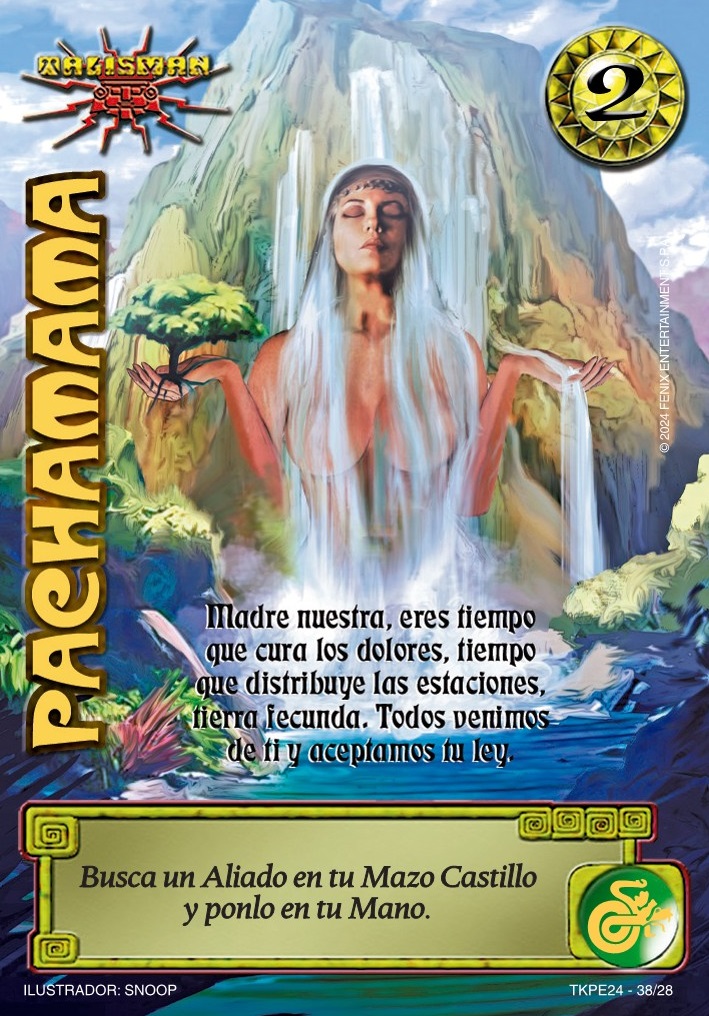 TALISMAN
2
PACHAMAMA
© 2024 FENIX ENTERTAINMENT S.P.A.
Madre nuestra, eres tiempo
que cura los dolores, tiempo
que distribuye las estaciones,
tierra fecunda. Todos venimos
de ti y aceptamos tu ley.
Busca un Aliado en tu Mazo Castillo
y ponlo en tu Mano.
ILUSTRADOR: SNOOP
TKPE24 - 38/28